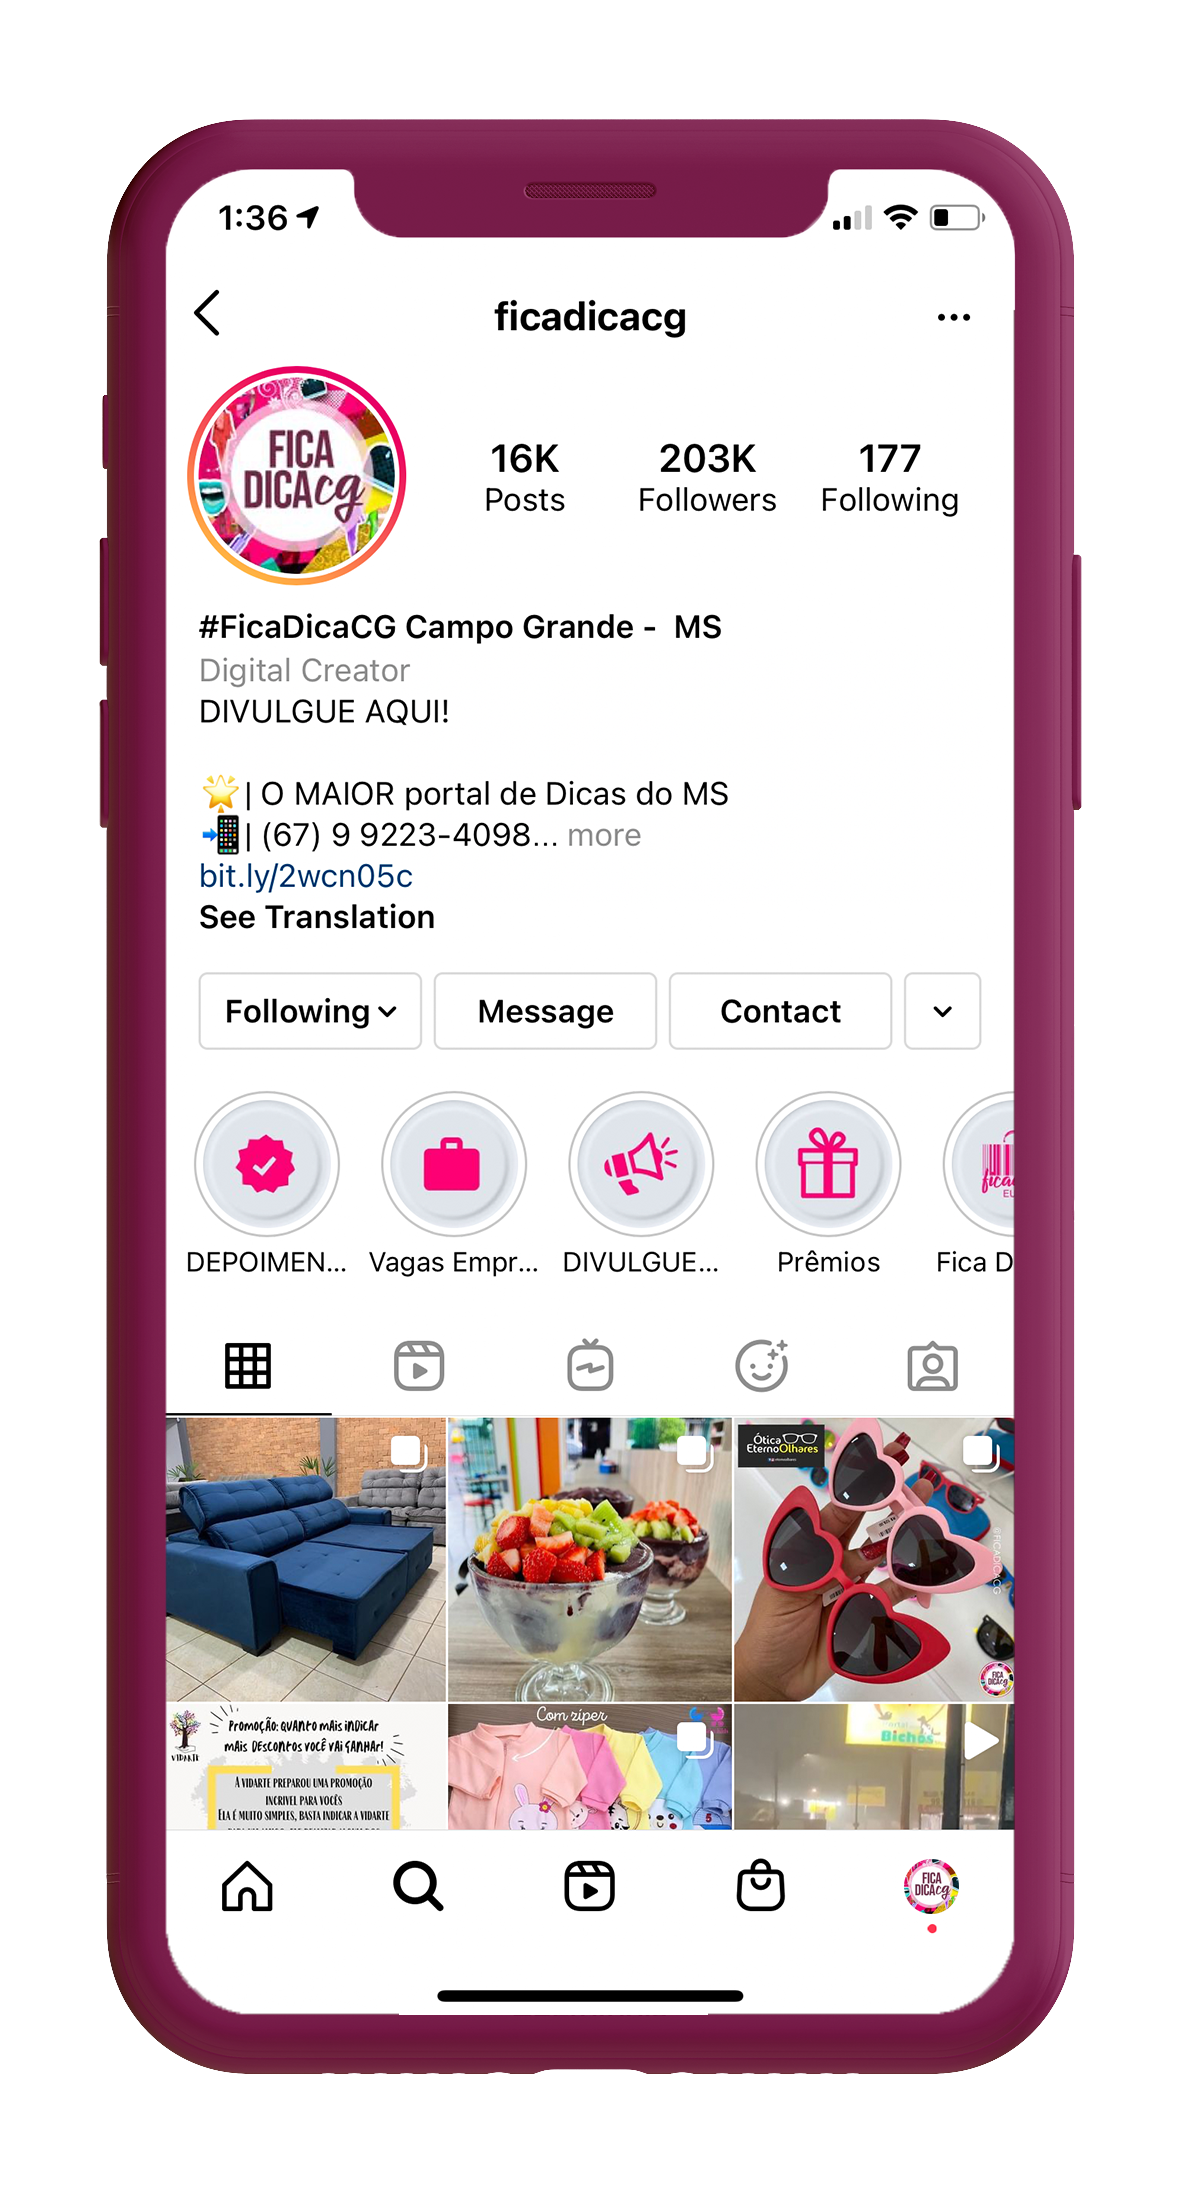 1:36
ficadicacg
FICA
DICAcg
16K
Posts
203K
Followers
177
Following
#FicaDicaCG Campo Grande - MS
Digital Creator
DIVULGUE AQUI!
| O MAIOR portal de Dicas do MS
| (67) 9 9223-4098... more
bit.ly/2wcn05c
See Translation
Following
Message
Contact
DEPOIMEN...
Vagas Empr...
DIVULGUE...
Prêmios
Fica D
Ótica
EternoOlhares
@FICADICACG
FICA
DICAcg
VIDARTE
Promoção: quanto mais indicar
mais descontos você vai ganhar!
A VIDARTE PREPAROU UMA PROMOÇÃO
INCRIVEL PARA VOCÊS
ELA É MUITO SIMPLES, BASTA INDICAR A VIDARTE
Com zíper
Bichos
FICA
DICAcg